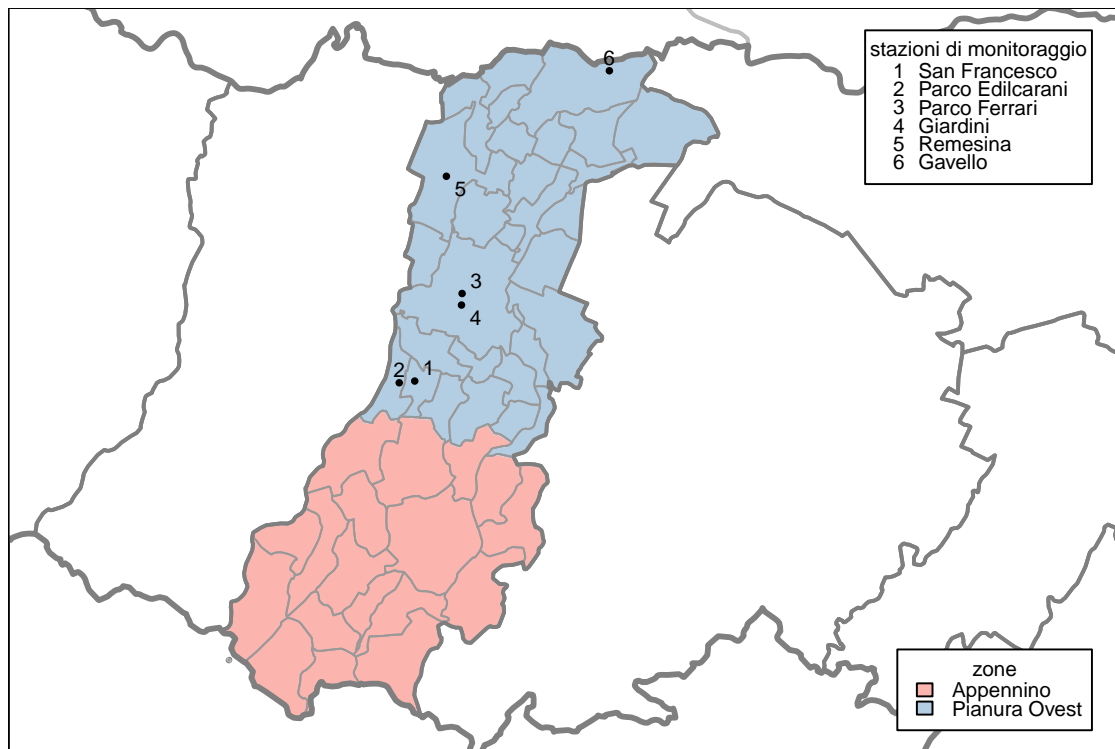 6
stazioni di monitoraggio
1 San Francesco
2 Parco Edilcarani
3 Parco Ferrari
4 Giardini
5 Remesina
6 Gavello
5
3
4
2 1
zone
Appennino
Pianura Ovest